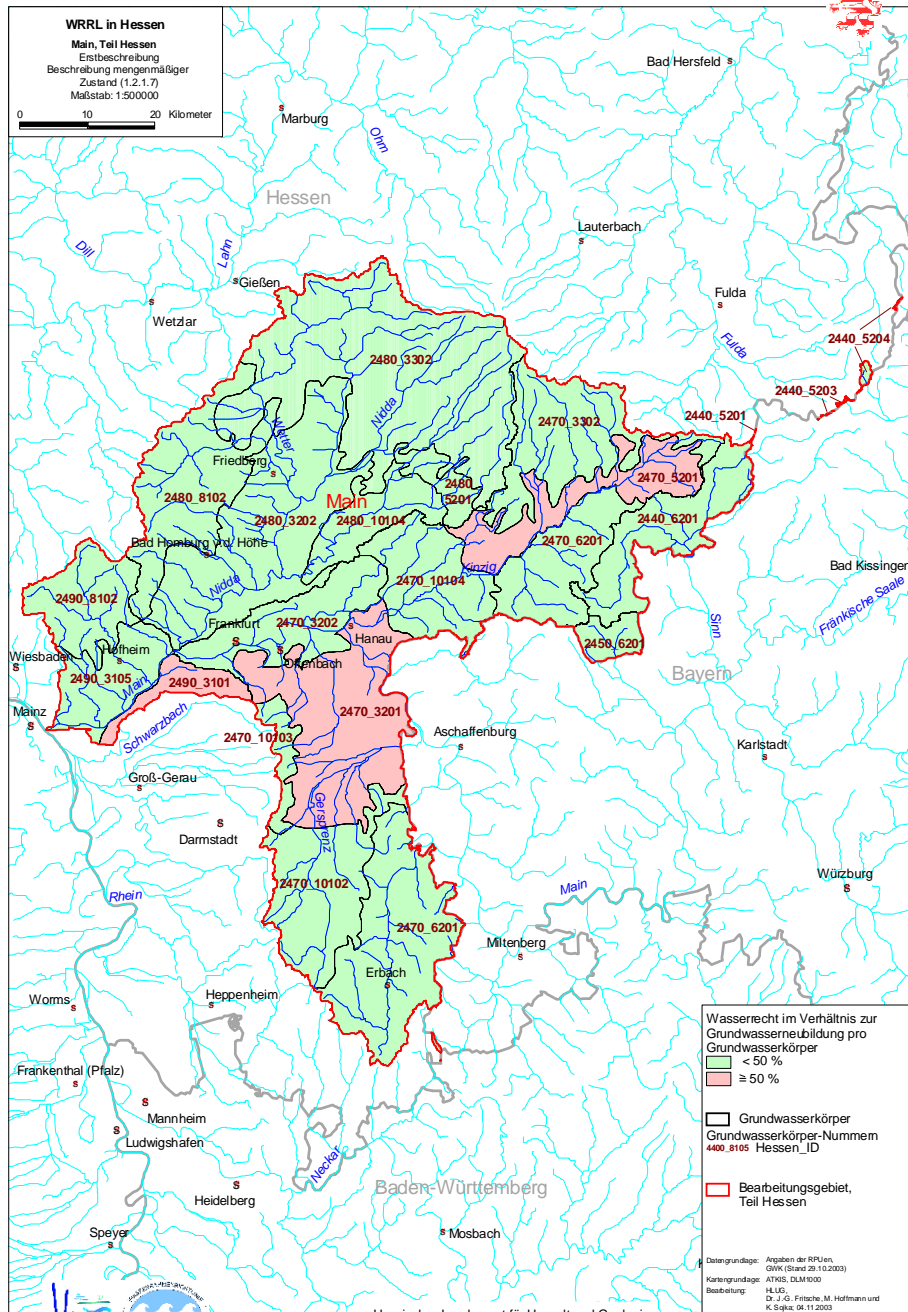 WRRL in Hessen
Main, Teil Hessen
Erstbeschreibung
Beschreibung mengenmäßiger
Zustand (1.2.1.7)
Maßstab: 1:500000
0 10 20 Kilometer
Bad Hersfeld
Marburg
Ohm
Hessen
Lauterbach
Dill
Lahn
Gießen
Fulda
Wetzlar
Fulda
2440_5204
2480_3302
Nidda
2440_5203
2440_5201
2470_3302
Wetter
Friedberg
2480_8102
2480_
5201
2470_5201
Main
2480_3202
2480_10104
2440_6201
Bad Homburg v.d. Höhe
2470_6201
Kinzig
Bad Kissingen
2470_10104
Nidda
2490_8102
Sinn
Fränkische Saale
Frankfurt
2470_3202
Hanau
Hofheim
Offenbach
2450_6201
Wiesbaden
Bayern
2490_3105
Main
2490_3101
Mainz
2470_3201
Schwarzbach
2470_10103
Aschaffenburg
Karlstadt
Groß-Gerau
Gersprenz
Darmstadt
Würzburg
2470_10102
Main
Rhein
2470_6201
Miltenberg
Erbach
Worms
Heppenheim
Frankenthal (Pfalz)
Mannheim
Ludwigshafen
Neckar
Heidelberg
Baden-Württemberg
Speyer
Mosbach
Wasserrecht im Verhältnis zur
Grundwasserneubildung pro
Grundwasserkörper
< 50 %
≥ 50 %
Grundwasserkörper
Grundwasserkörper-Nummern
4400_8105 Hessen_ID
Bearbeitungsgebiet,
Teil Hessen
Datengrundlage: Angaben der RPUen,
GWK (Stand 29.10.2003)
Kartengrundlage: ATKIS, DLM1000
Bearbeitung: HLUG,
Dr. J.-G. Fritsche, M. Hoffmann und
K. Sojka; 04.11.2003